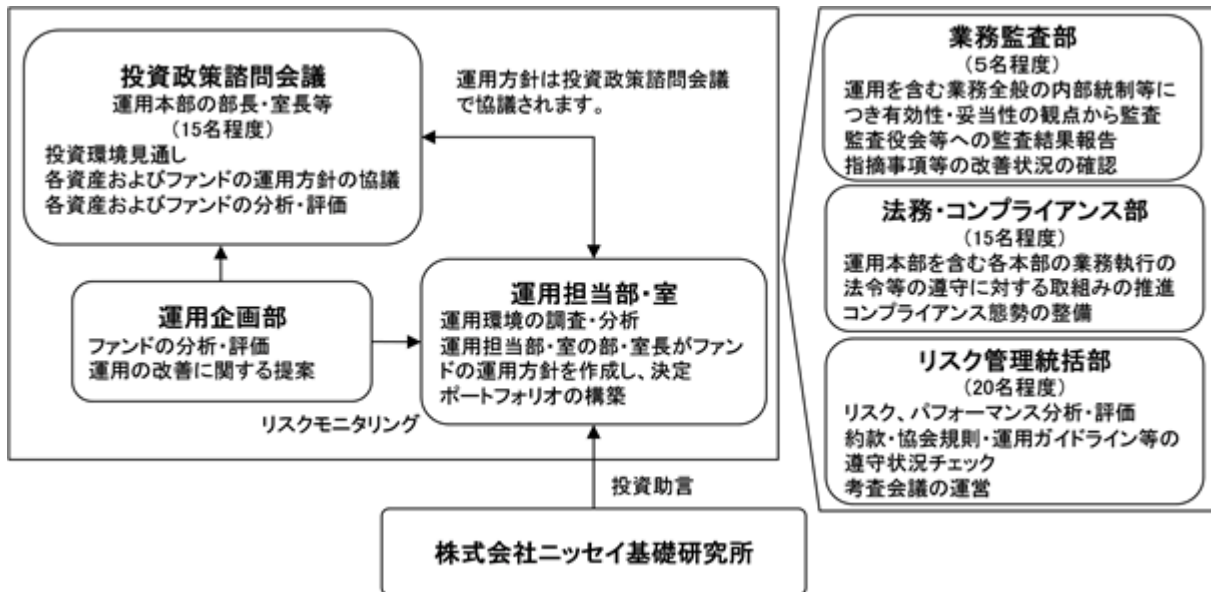 投資政策諮問会議
運用本部の部長・室長等
(15名程度)
投資環境見通し
各資産およびファンドの運用方針の協議
各資産およびファンドの分析・評価
運用方針は投資政策諮問会議
で協議されます。
運用企画部
ファンドの分析・評価
運用の改善に関する提案
リスクモニタリング
運用担当部・室
運用環境の調査・分析
運用担当部・室の部・室長がファン
ドの運用方針を作成し、決定
ポートフォリオの構築
投資助言
株式会社ニッセイ基礎研究所
業務監査部
(5名程度)
運用を含む業務全般の内部統制等に
つき有効性・妥当性の観点から監査
監査役会等への監査結果報告
指摘事項等の改善状況の確認
法務・コンプライアンス部
(15名程度)
運用本部を含む各本部の業務執行の
法令等の遵守に対する取組みの推進
コンプライアンス態勢の整備
リスク管理統括部
(20名程度)
リスク、パフォーマンス分析・評価
約款・協会規則・運用ガイドライン等の
遵守状況チェック
考査会議の運営